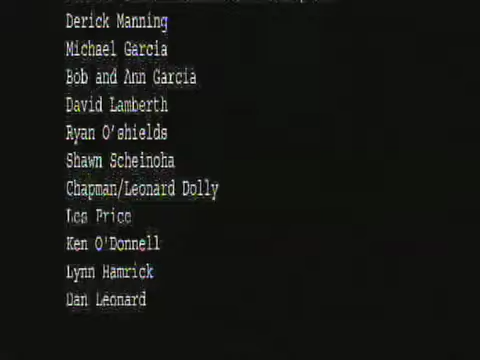 Derick Manning
Michael Garcia
Bob and Ann Garcia
David Lamberth
Ryan O'shields
Shawn Scheinoha
Chapman/Leonard Dolly
Les Price
Ken O'Donnell
Lynn Hamrick
Dan Leonard